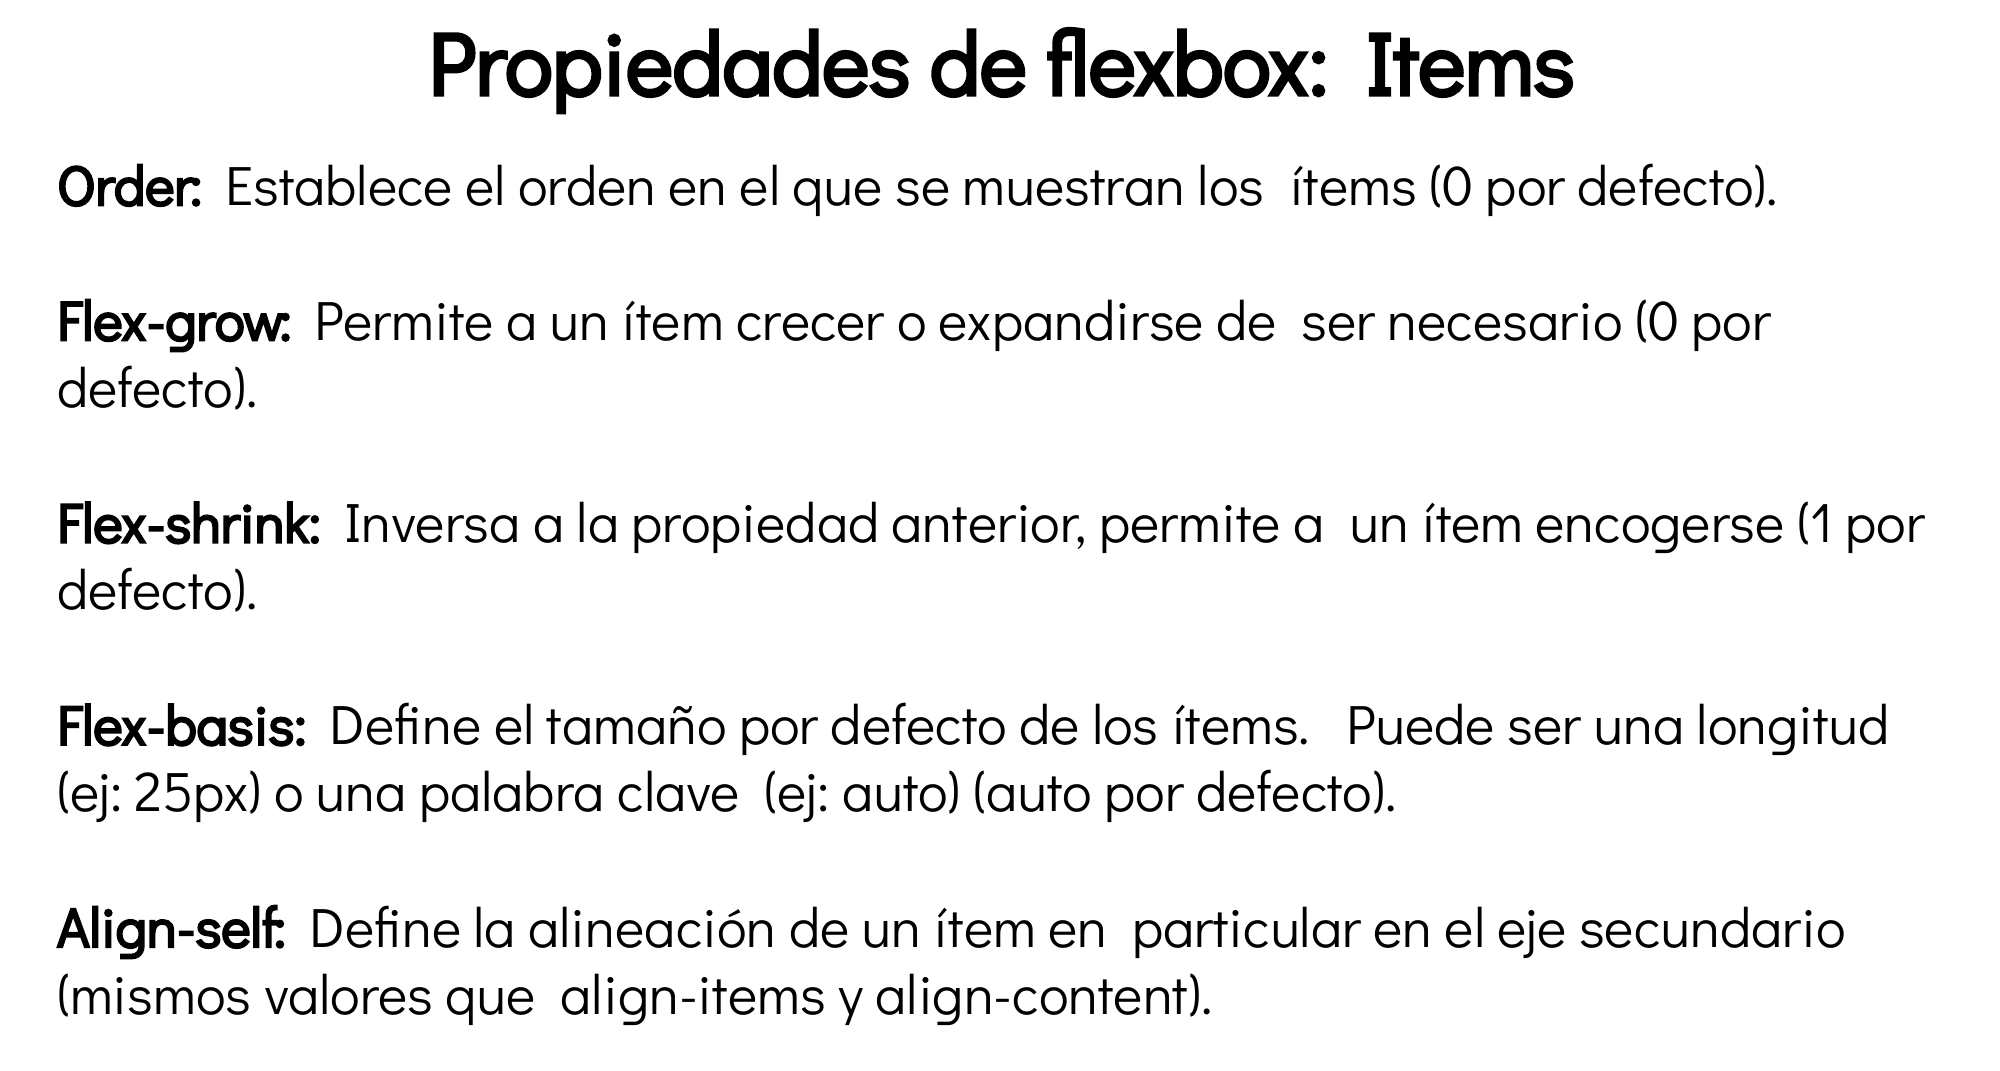 Propiedades de flexbox: Items
Order: Establece el orden en el que se muestran los ítems (0 por defecto).
Flex-grow: Permite a un ítem crecer o expandirse de ser necesario (0 por
defecto).
Flex-shrink: Inversa a la propiedad anterior, permite a un ítem encogerse (1 por
defecto).
Flex-basis: Define el tamaño por defecto de los ítems. Puede ser una longitud
(ej: 25px) o una palabra clave (ej: auto) (auto por defecto).
Align-self: Define la alineación de un ítem en particular en el eje secundario
(mismos valores que align-items y align-content).